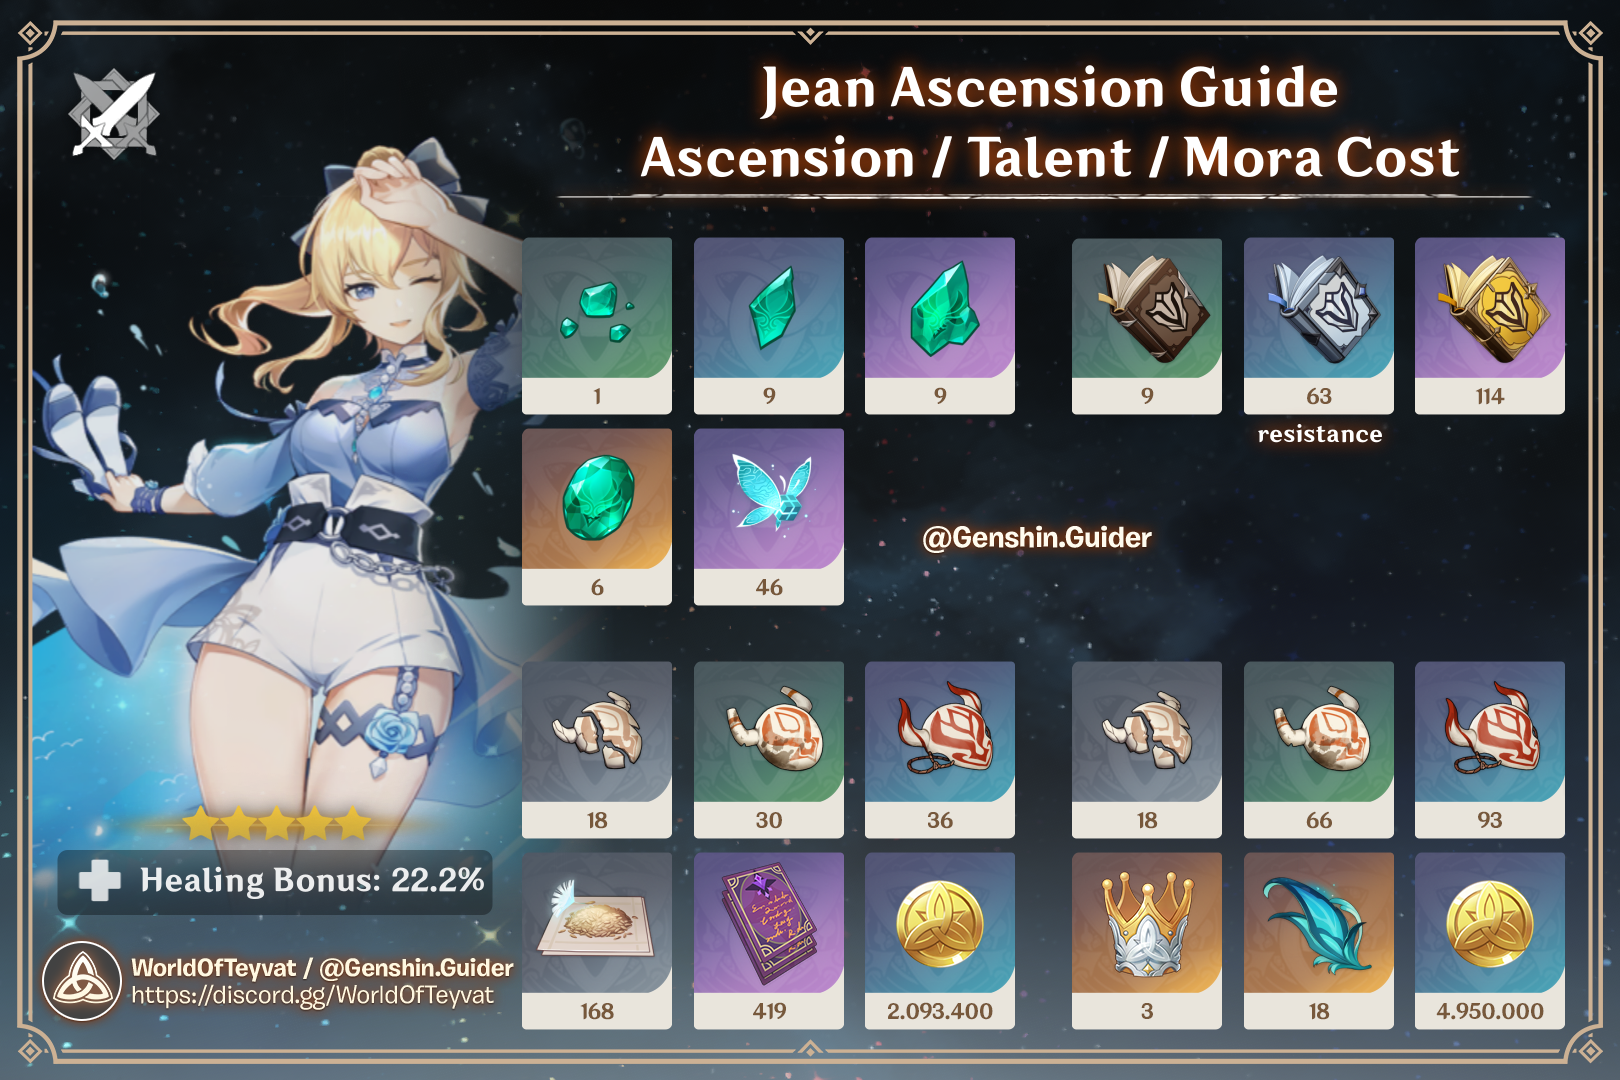 Jean Ascension Guide
Ascension / Talent / Mora Cost
1
9
9
9
63
114
resistance
6
46
@Genshin.Guider
18
30
36
18
66
93
168
419
2.093.400
3
18
4.950.000
Healing Bonus: 22.2%
WorldOfTeyvat / @Genshin.Guider
https://discord.gg/WorldOfTeyvat